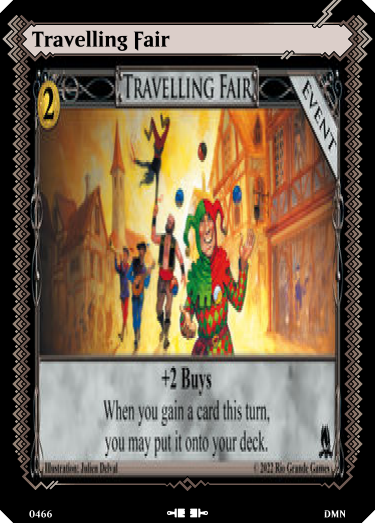 Travelling Fair
TRAVELLING FAIR
2
EVENT
+2 Buys
When you gain a card this turn,
you may put it onto your deck.
Illustration: Julien Delval © 2022 Rio Grande Games
0466 DMN